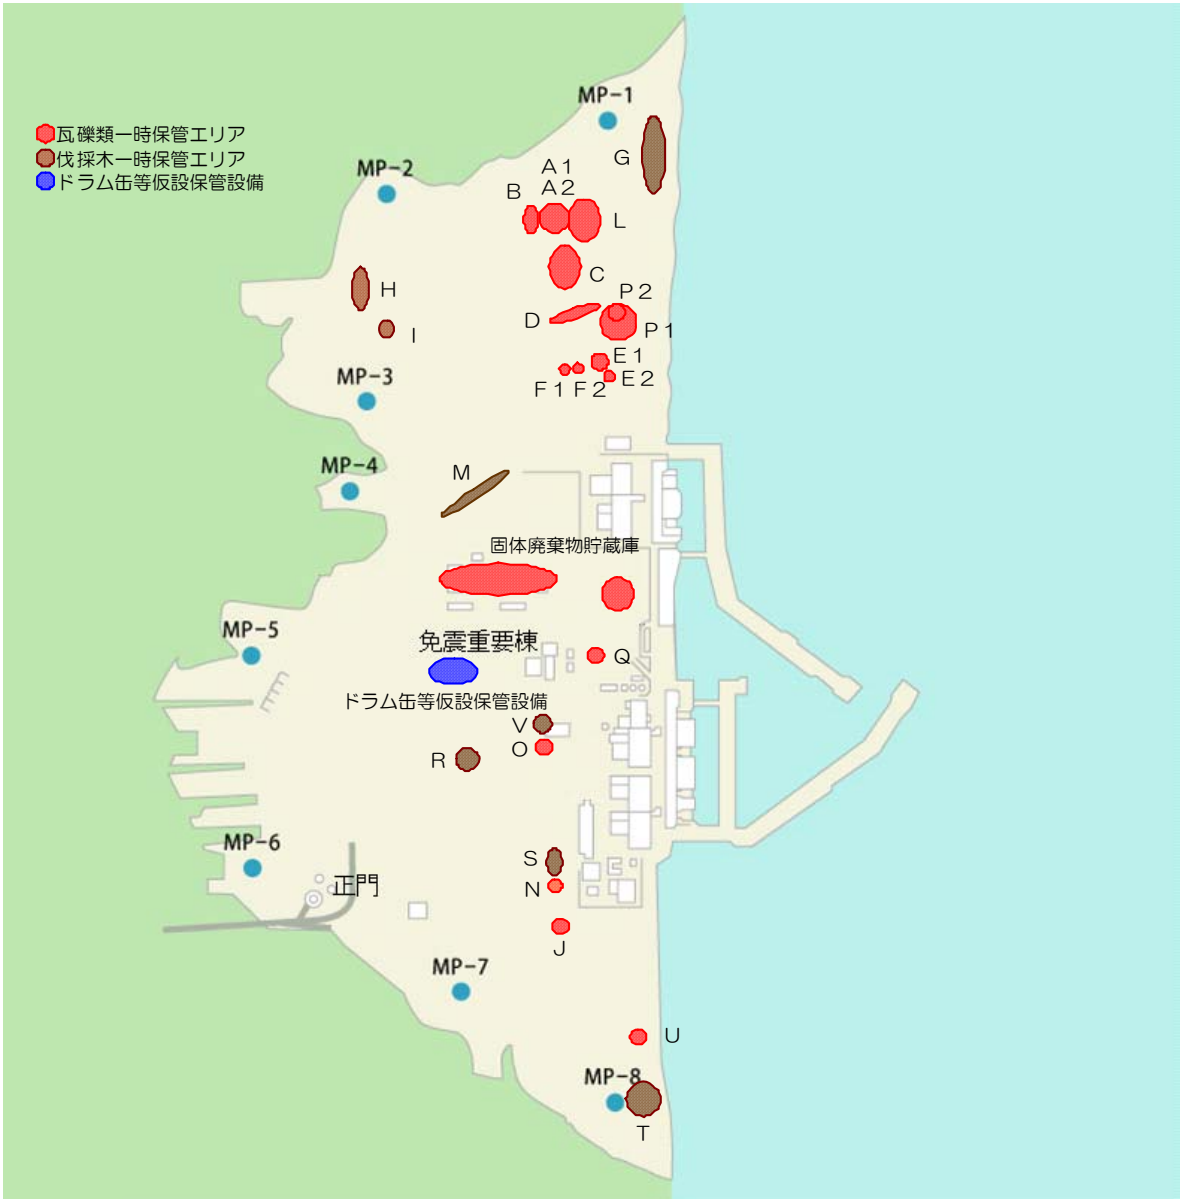 MP-1
瓦礫類一時保管エリア
伐採木一時保管エリア
ドラム缶等仮設保管設備
G
MP-2
A1
A2
B
L
C
H
P2
D
P1
I
E1
E2
F1
F2
MP-3
MP-4
M
固体廃棄物貯蔵庫
MP-5
免震重要棟
Q
ドラム缶等仮設保管設備
V
O
R
MP-6
S
正門
N
J
MP-7
U
MP-8
T